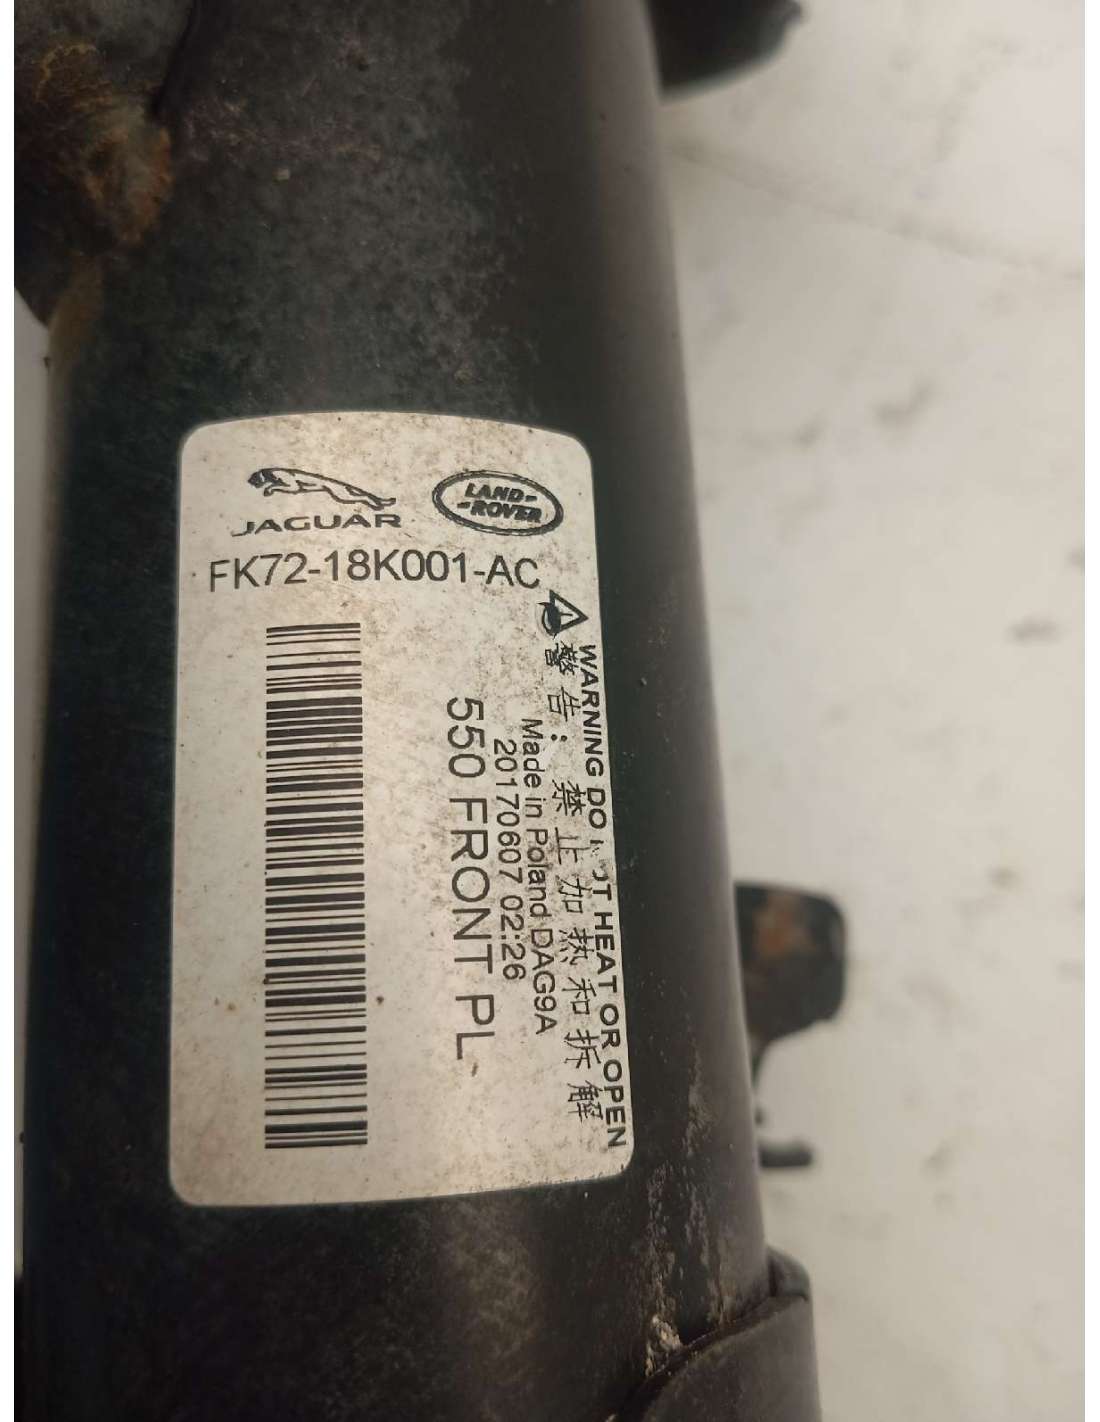 JAGUAR
LAND-
-ROVER
FK72-18K001-AC
WARNING DO NOT HEAT OR OPEN
警告：禁止加热和拆解
Made in Poland DAG9A
20170607 02:26
550 FRONT PL